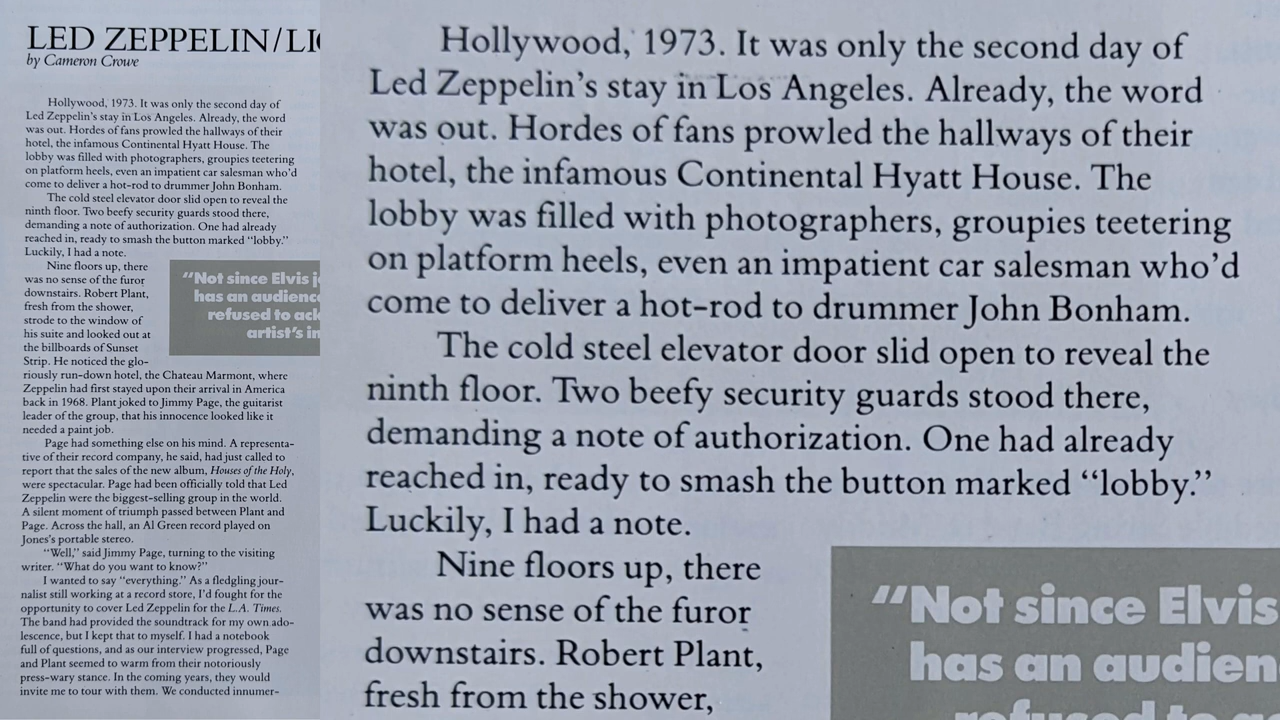 LED ZEPPELIN/LI
by Cameron Crowe
Hollywood, 1973. It was only the second day of
Led Zeppelin's stay in Los Angeles. Already, the word
was out. Hordes of fans prowled the hallways of their
hotel, the infamous Continental Hyatt House. The
lobby was filled with photographers, groupies teetering
on platform heels, even an impatient car salesman who'd
come to deliver a hot-rod to drummer John Bonham.
The cold steel elevator door slid open to reveal the
ninth floor. Two beefy security guards stood there,
demanding a note of authorization. One had already
reached in, ready to smash the button marked "lobby."
Luckily, I had a note.
Nine floors up, there
was no sense of the furor
downstairs. Robert Plant,
fresh from the shower,
strode to the window of
his suite and looked out at
the billboards of Sunset
Strip. He noticed the glo-
riously run-down hotel, the Chateau Marmont, where
Zeppelin had first stayed upon their arrival in America
back in 1968. Plant joked to Jimmy Page, the guitarist
leader of the group, that his innocence looked like it
needed a paint job.
Page had something else on his mind. A representa-
tive of their record company, he said, had just called to
report that the sales of the new album, Houses of the Holy,
were spectacular. Page had been officially told that Led
Zeppelin were the biggest-selling group in the world.
A silent moment of triumph passed between Plant and
Page. Across the hall, an Al Green record played on
Jones's portable stereo.
"Well," said Jimmy Page, turning to the visiting
writer. "What do you want to know?"
I wanted to say "everything." As a fledgling jour-
nalist still working at a record store, I'd fought for the
opportunity to cover Led Zeppelin for the L.A. Times.
The band had provided the soundtrack for my own ado-
lescence, but I kept that to myself. I had a notebook
full of questions, and as our interview progressed, Page
and Plant seemed to warm from their notoriously
press-wary stance. In the coming years, they would
invite me to tour with them. We conducted innumer-
"Not since Elvis j
has an audience
refused to ack
artist's in
Hollywood, 1973. It was only the second day of
Led Zeppelin's stay in Los Angeles. Already, the word
was out. Hordes of fans prowled the hallways of their
hotel, the infamous Continental Hyatt House. The
lobby was filled with photographers, groupies teetering
on platform heels, even an impatient car salesman who'd
come to deliver a hot-rod to drummer John Bonham.
The cold steel elevator door slid open to reveal the
ninth floor. Two beefy security guards stood there,
demanding a note of authorization. One had already
reached in, ready to smash the button marked "lobby."
Luckily, I had a note.
Nine floors up, there
was no sense of the furor
downstairs. Robert Plant,
fresh from the shower,
"Not since Elvis
has an audien